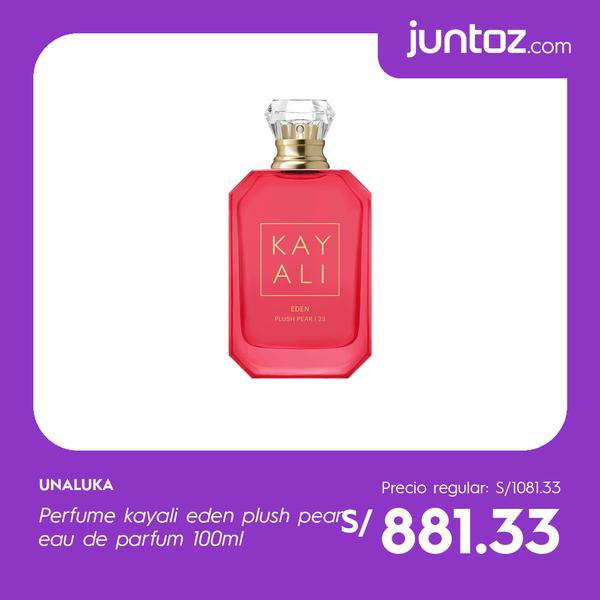 juntoz.com
KAY
ALI
EDEN
PLUSH PEAR | 23
UNALUKA
Perfume kayali eden plush pear
eau de parfum 100ml
Precio regular: S/1081.33
S/ 881.33